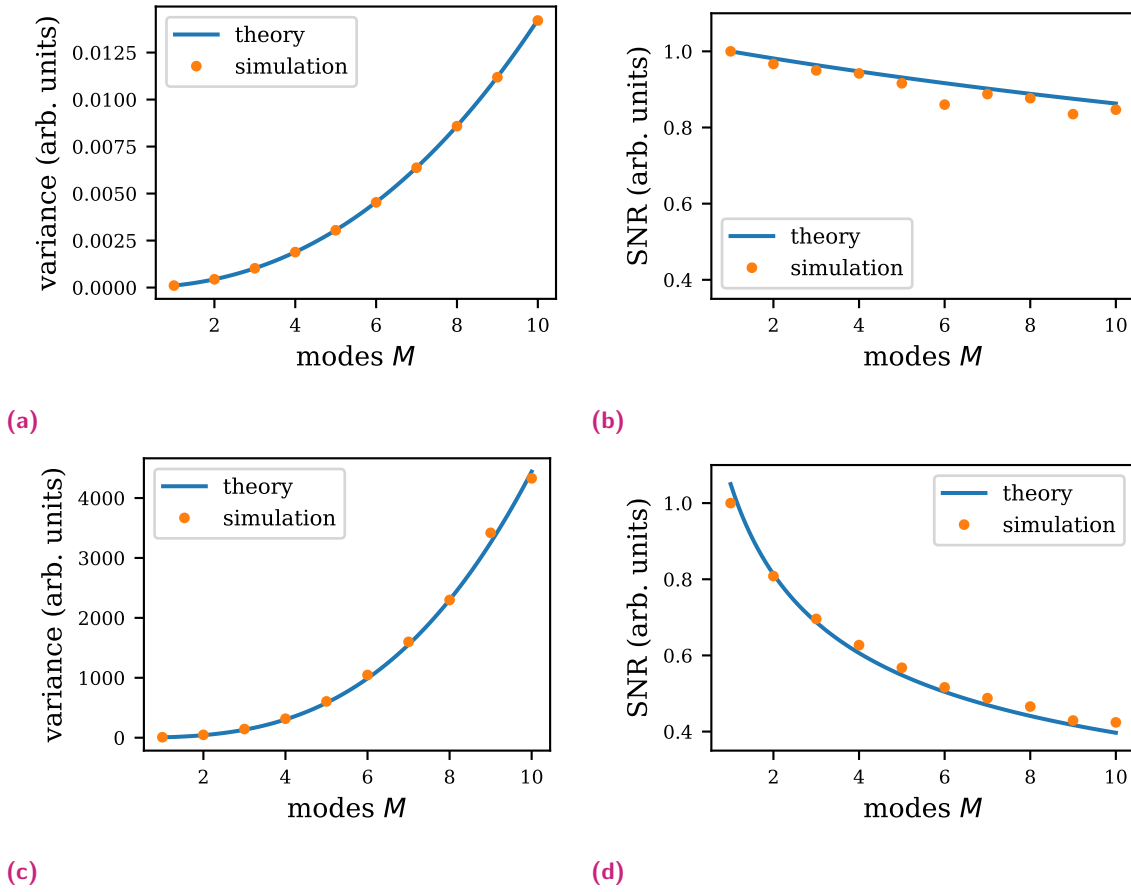 variance (arb. units)
0.0125
0.0100
0.0075
0.0050
0.0025
0.0000
theory
simulation
2 4 6 8 10
modes M
(a)
SNR (arb. units)
1.0
0.8
0.6
0.4
theory
simulation
2 4 6 8 10
modes M
(b)
variance (arb. units)
4000
3000
2000
1000
0
theory
simulation
2 4 6 8 10
modes M
(c)
SNR (arb. units)
1.0
0.8
0.6
0.4
theory
simulation
2 4 6 8 10
modes M
(d)